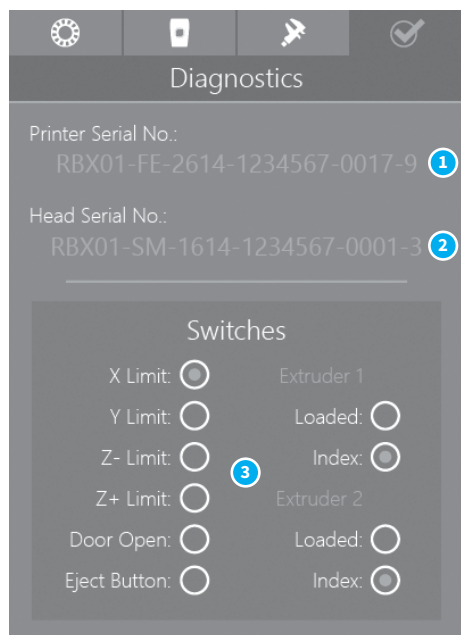 Diagnostics
Printer Serial No.:
RBX01-FE-2614-1234567-0017-9 1
Head Serial No.:
RBX01-SM-1614-1234567-0001-3 2
Switches
X Limit: Extruder 1
Y Limit: Loaded:
Z- Limit: Index:
3
Z+ Limit: Extruder 2
Door Open: Loaded:
Eject Button: Index: